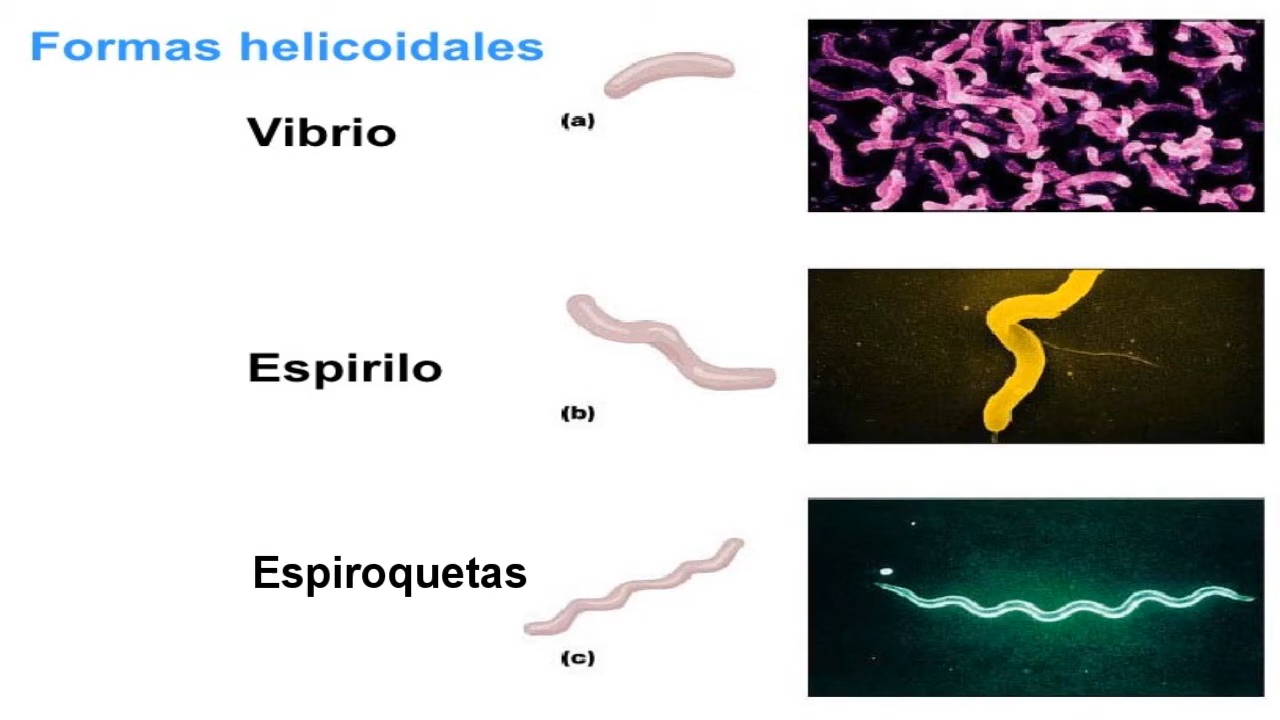 Formas helicoidales
Vibrio
(a)
Espirilo
(b)
Espiroquetas
(c)